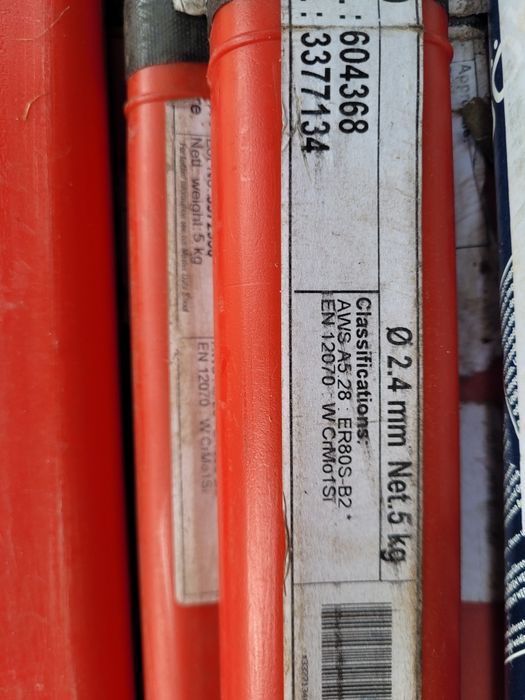 : 604368
: 3377134
Ø 2.4 mm Net.5 kg
Classifications:
AWS A5.28 : ER80S-B2 *
EN 12070 : W CrMo1Si
Nett weight: 5 kg
EN 12070 : W CrMo1Si